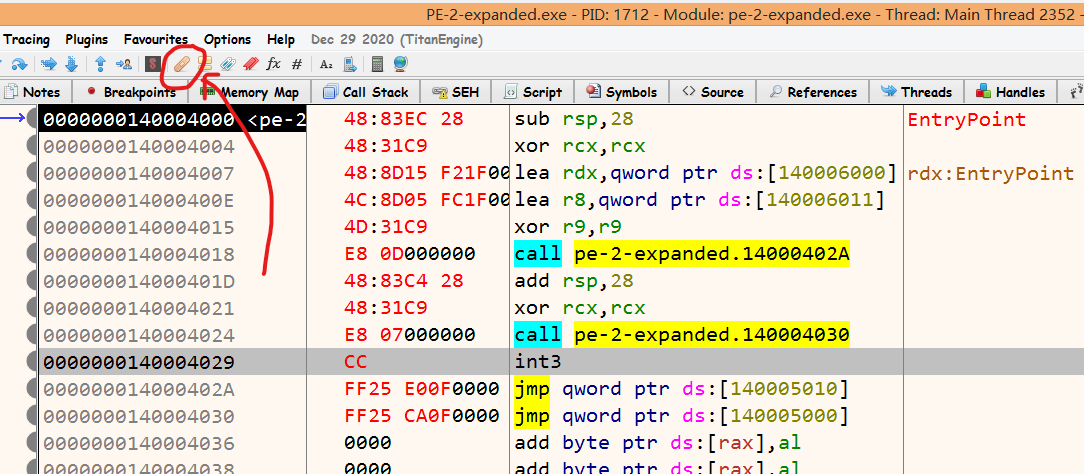 PE-2-expanded.exe - PID: 1712 - Module: pe-2-expanded.exe - Thread: Main Thread 2352 -
Tracing Plugins Favourites Options Help Dec 29 2020 (TitanEngine)
S fx # A₂
Notes Breakpoints Memory Map Call Stack SEH Script Symbols Source References Threads Handles
0000000140004000 <pe-2 48:83EC 28 sub rsp,28 EntryPoint
0000000140004004 48:31C9 xor rcx,rcx
0000000140004007 48:8D15 F21F00 lea rdx,qword ptr ds:[140006000] rdx:EntryPoint
000000014000400E 4C:8D05 FC1F00 lea r8,qword ptr ds:[140006011]
0000000140004015 4D:31C9 xor r9,r9
0000000140004018 E8 0D000000 call pe-2-expanded.14000402A
000000014000401D 48:83C4 28 add rsp,28
0000000140004021 48:31C9 xor rcx,rcx
0000000140004024 E8 07000000 call pe-2-expanded.140004030
0000000140004029 CC int3
000000014000402A FF25 E00F0000 jmp qword ptr ds:[140005010]
0000000140004030 FF25 CA0F0000 jmp qword ptr ds:[140005000]
0000000140004036 0000 add byte ptr ds:[rax],al
0000000140004038 0000 add byte ptr ds:[rax],al